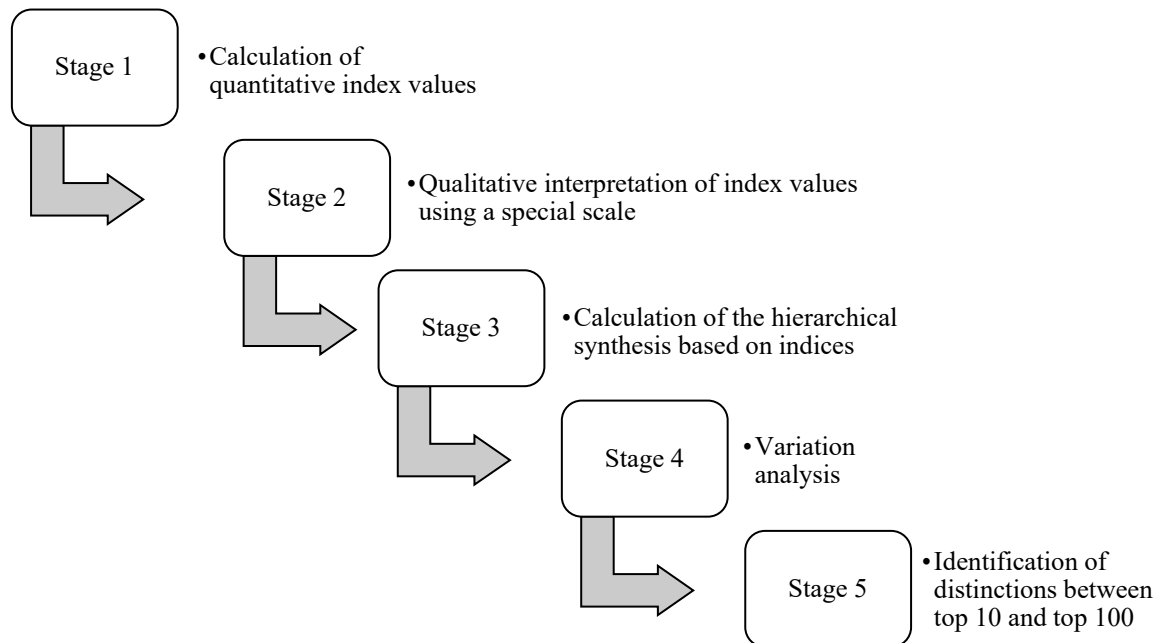 Stage 1
•Calculation of
quantitative index values
Stage 2
•Qualitative interpretation of index values
using a special scale
Stage 3
•Calculation of the hierarchical
synthesis based on indices
Stage 4
•Variation
analysis
Stage 5
•Identification of
distinctions between
top 10 and top 100